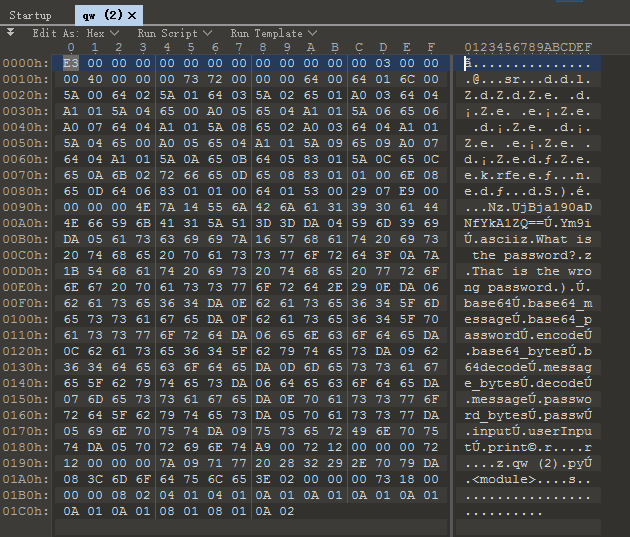 Startup qw (2) ×
Edit As: Hex Run Script Run Template
0 1 2 3 4 5 6 7 8 9 A B C D E F 0123456789ABCDEF
0000h: E3 00 00 00 00 00 00 00 00 00 00 00 00 03 00 00 ã...............
0010h: 00 40 00 00 00 73 72 00 00 00 64 00 64 01 6C 00 .@...sr...d.d.l.
0020h: 5A 00 64 02 5A 01 64 03 5A 02 65 01 A0 03 64 04 Z.d.Z.d.Z.e. .d.
0030h: A1 01 5A 04 65 00 A0 05 65 04 A1 01 5A 06 65 06 ¡.Z.e. .e.¡.Z.e.
0040h: A0 07 64 04 A1 01 5A 08 65 02 A0 03 64 04 A1 01  .d.¡.Z.e. .d.¡.
0050h: 5A 04 65 00 A0 05 65 04 A1 01 5A 09 65 09 A0 07 Z.e. .e.¡.Z.e. .
0060h: 64 04 A1 01 5A 0A 65 0B 64 05 83 01 5A 0C 65 0C d.¡.Z.e.d.ƒ.Z.e.
0070h: 65 0A 6B 02 72 66 65 0D 65 08 83 01 01 00 6E 08 e.k.rfe.e.ƒ...n.
0080h: 65 0D 64 06 83 01 01 00 64 01 53 00 29 07 E9 00 e.d.ƒ...d.S.).é.
0090h: 00 00 00 4E 7A 14 55 6A 42 6A 61 31 39 30 61 44 ...Nz.UjBja190aD
00A0h: 4E 66 59 6B 41 31 5A 51 3D 3D DA 04 59 6D 39 69 NfYkA1ZQ==Ú.Ym9i
00B0h: DA 05 61 73 63 69 69 7A 16 57 68 61 74 20 69 73 Ú.asciiz.What is
00C0h: 20 74 68 65 20 70 61 73 73 77 6F 72 64 3F 0A 7A  the password?.z
00D0h: 1B 54 68 61 74 20 69 73 20 74 68 65 20 77 72 6F .That is the wro
00E0h: 6E 67 20 70 61 73 73 77 6F 72 64 2E 29 0E DA 06 ng password.).Ú.
00F0h: 62 61 73 65 36 34 DA 0E 62 61 73 65 36 34 5F 6D base64Ú.base64_m
0100h: 65 73 73 61 67 65 DA 0F 62 61 73 65 36 34 5F 70 essageÚ.base64_p
0110h: 61 73 73 77 6F 72 64 DA 06 65 6E 63 6F 64 65 DA asswordÚ.encodeÚ
0120h: 0C 62 61 73 65 36 34 5F 62 79 74 65 73 DA 09 62 .base64_bytesÚ.b
0130h: 36 34 64 65 63 6F 64 65 DA 0D 6D 65 73 73 61 67 64decodeÚ.messag
0140h: 65 5F 62 79 74 65 73 DA 06 64 65 63 6F 64 65 DA e_bytesÚ.decodeÚ
0150h: 07 6D 65 73 73 61 67 65 DA 0E 70 61 73 73 77 6F .messageÚ.passwo
0160h: 72 64 5F 62 79 74 65 73 DA 05 70 61 73 73 77 DA rd_bytesÚ.passwÚ
0170h: 05 69 6E 70 75 74 DA 09 75 73 65 72 49 6E 70 75 .inputÚ.userInpu
0180h: 74 DA 05 70 72 69 6E 74 A9 00 72 12 00 00 00 72 tÚ.print©.r....r
0190h: 12 00 00 00 7A 09 71 77 20 28 32 29 2E 70 79 DA ....z.qw (2).pyÚ
01A0h: 08 3C 6D 6F 64 75 6C 65 3E 02 00 00 00 73 18 00 .<module>....s..
01B0h: 00 00 08 02 04 01 04 01 0A 01 0A 01 0A 01 0A 01 ................
01C0h: 0A 01 0A 01 08 01 08 01 0A 02 ..........